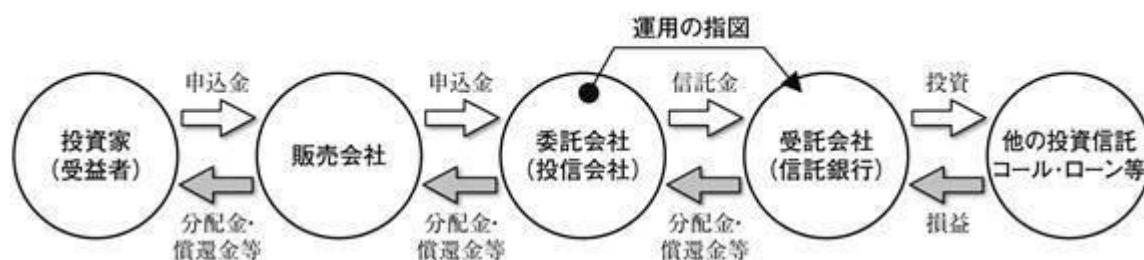 運用の指図
申込金
申込金
信託金
投資
投資家
(受益者)
販売会社
委託会社
(投信会社)
受託会社
(信託銀行)
他の投資信託
コール・ローン等
分配金・
償還金等
分配金・
償還金等
分配金・
償還金等
損益